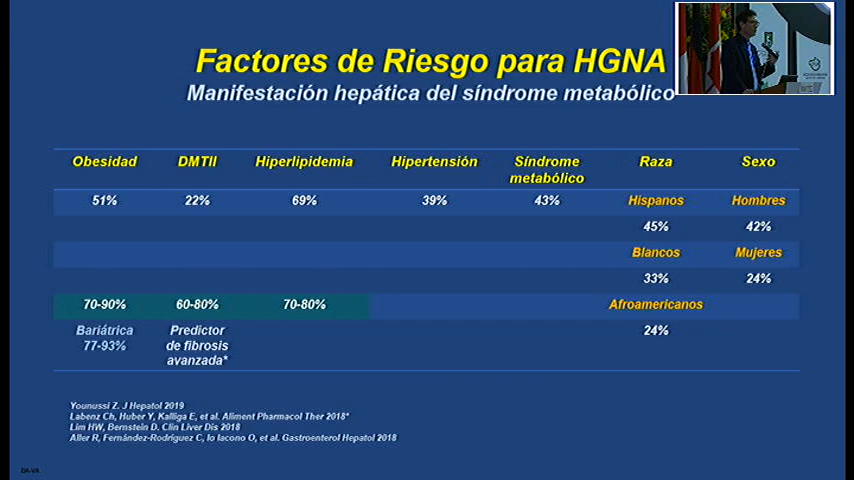 Factores de Riesgo para HGNA
Manifestación hepática del síndrome metabólico
Obesidad DMTII Hiperlipidemia Hipertensión Síndrome metabólico Raza Sexo
51% 22% 69% 39% 43% Hispanos Hombres
45% 42%
Blancos Mujeres
33% 24%
70-90% 60-80% 70-80% Afroamericanos
Bariátrica 77-93% Predictor de fibrosis avanzada* 24%
Younussi Z. J Hepatol 2019
Labenz Ch, Huber Y, Kalliga E, et al. Aliment Pharmacol Ther 2018*
Lim HW, Bernstein D. Clin Liver Dis 2018
Aller R, Fernández-Rodríguez C, lo Iacono O, et al. Gastroenterol Hepatol 2018
DA-VA